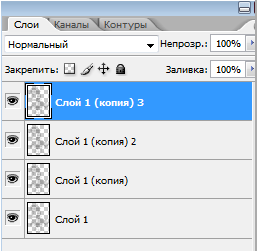 Слои Каналы Контуры
Нормальный Непрозр.: 100%
Закрепить: Заливка: 100%
Слой 1 (копия) 3
Слой 1 (копия) 2
Слой 1 (копия)
Слой 1